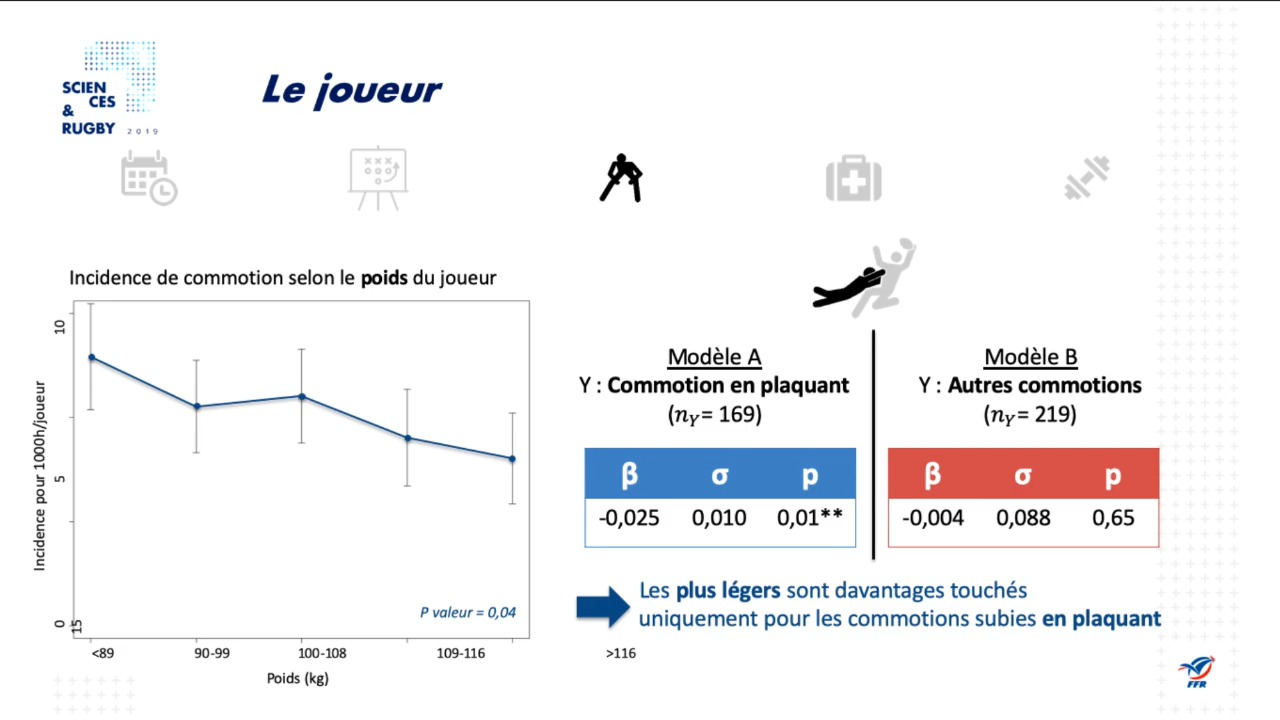 SCIEN
CES
&
RUGBY 2019
Le joueur
Incidence de commotion selon le poids du joueur
Incidence pour 1000h/joueur
10
5
0
15
P valeur = 0,04
<89
90-99
100-108
109-116
>116
Poids (kg)
Modèle A
Y : Commotion en plaquant
(nY = 169)
β σ p
-0,025 0,010 0,01**
Modèle B
Y : Autres commotions
(nY = 219)
β σ p
-0,004 0,088 0,65
Les plus légers sont davantages touchés
uniquement pour les commotions subies en plaquant
FFR